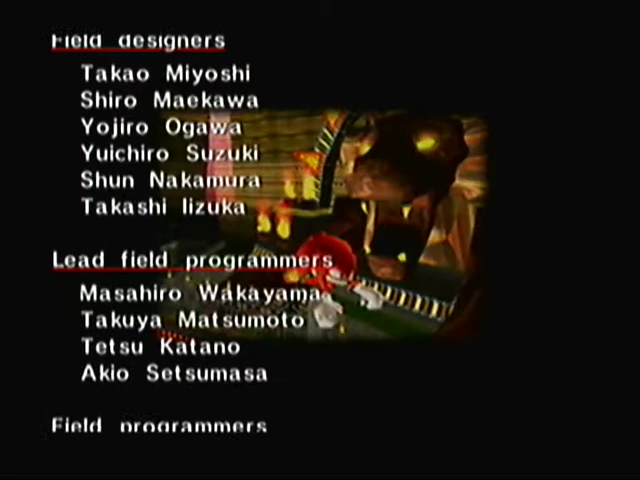 Field designers
Takao Miyoshi
Shiro Maekawa
Yojiro Ogawa
Yuichiro Suzuki
Shun Nakamura
Takashi Iizuka
Lead field programmers
Masahiro Wakayama
Takuya Matsumoto
Tetsu Katano
Akio Setsumasa
Field programmers